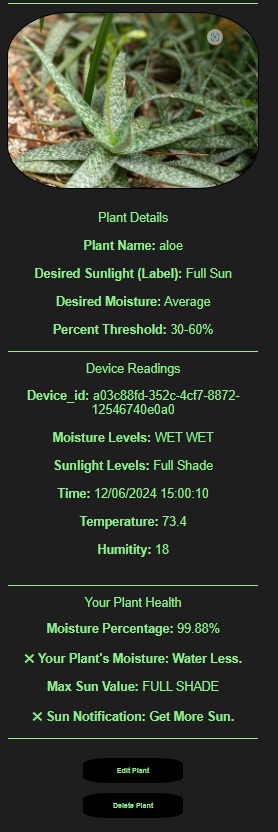 Plant Details
Plant Name: aloe
Desired Sunlight (Label): Full Sun
Desired Moisture: Average
Percent Threshold: 30-60%
Device Readings
Device_id: a03c88fd-352c-4cf7-8872-
12546740e0a0
Moisture Levels: WET WET
Sunlight Levels: Full Shade
Time: 12/06/2024 15:00:10
Temperature: 73.4
Humitity: 18
Your Plant Health
Moisture Percentage: 99.88%
❌ Your Plant's Moisture: Water Less.
Max Sun Value: FULL SHADE
❌ Sun Notification: Get More Sun.
Edit Plant
Delete Plant